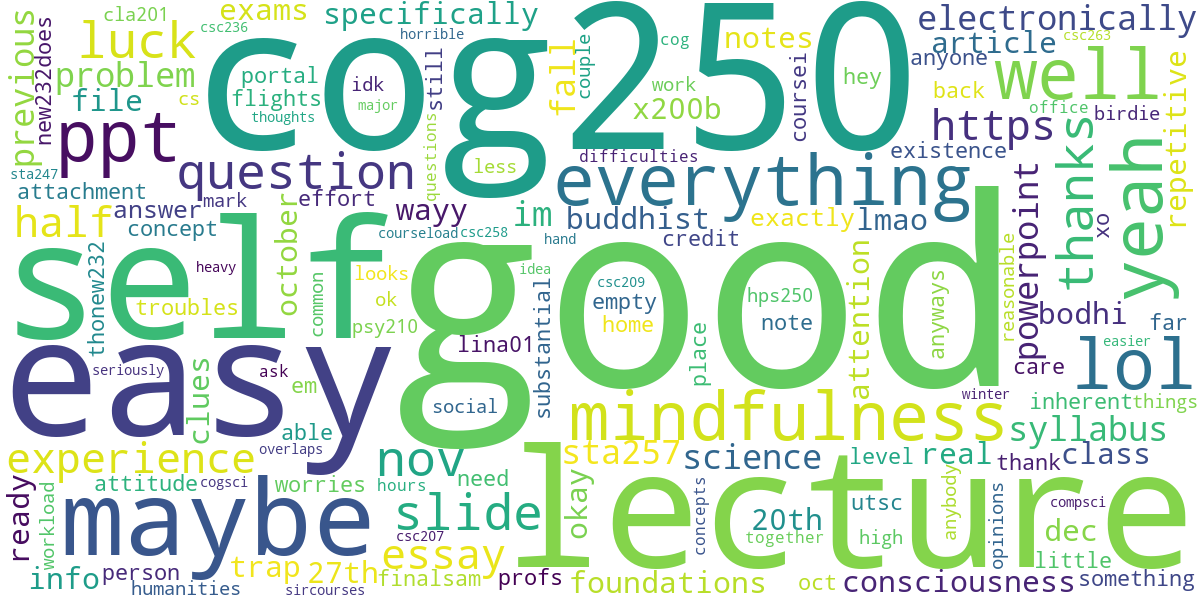 previous
new232does
cla201
exams
csc236
specifically
horrible
couple
cog
notes
electronically
csc263
luck
cog250
fall
article
anyone
well
problem
portal
idk
work
hey
coursei
back
office
birdie
repetitive
file
cs
flights
major
x200b
https
ppt
thoughts
still
questions
less
difficulties
existence
thanks
yeah
sta247
question
everything
attachment
mark
effort
wayy
im
buddhist
exactly
lmao
powerpoint
xo
half
answer
concept
october
courseload
csc258
hand
credit
self
good
thonew232
heavy
looks
idea
csc209
empty
home
note
hps250
anyways
attention
reasonable
bodhi
troubles
common
ok
psy210
lina01
substantial
place
far
easier
easy
seriously
clues
ask
em
social
care
lol
winter
inherent
things
able
overlaps
mindfulness
syllabus
experience
nov
sta257
science
level
real
thank
class
ready
workload
attitude
cogsci
worries
hours
need
okay
lecture
concepts
utsc
anybody
opinions
compsci
maybe
slide
20th
together
high
dec
csc207
essay
little
info
person
trap
27th
finalsam
profs
foundations
oct
consciousness
something
humanities
sircourses